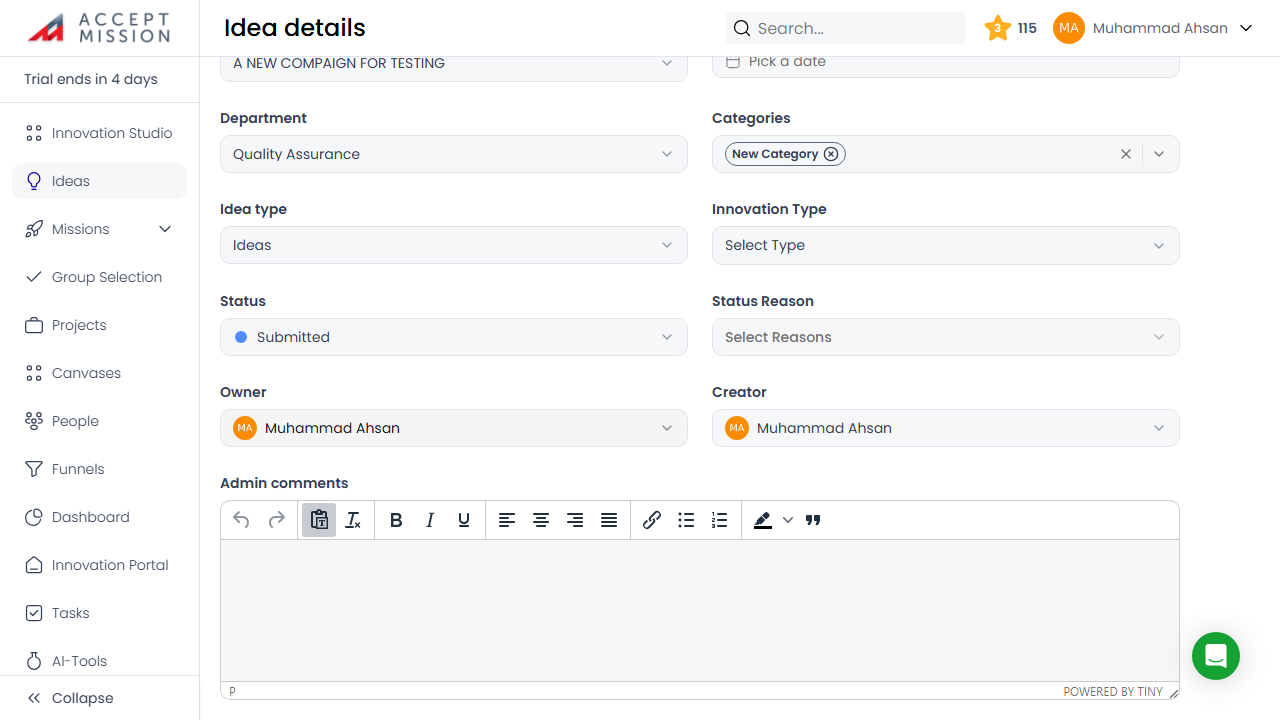 ACCEPT
MISSION
Idea details
Search...
3
115
MA
Muhammad Ahsan
Trial ends in 4 days
A NEW COMPAIGN FOR TESTING
Pick a date
Innovation Studio
Ideas
Missions
Group Selection
Projects
Canvases
People
Funnels
Dashboard
Innovation Portal
Tasks
AI-Tools
Collapse
Department
Categories
Quality Assurance
New Category
Idea type
Innovation Type
Ideas
Select Type
Status
Status Reason
Submitted
Select Reasons
Owner
Creator
MA Muhammad Ahsan
MA Muhammad Ahsan
Admin comments
B I U
P
POWERED BY TINY